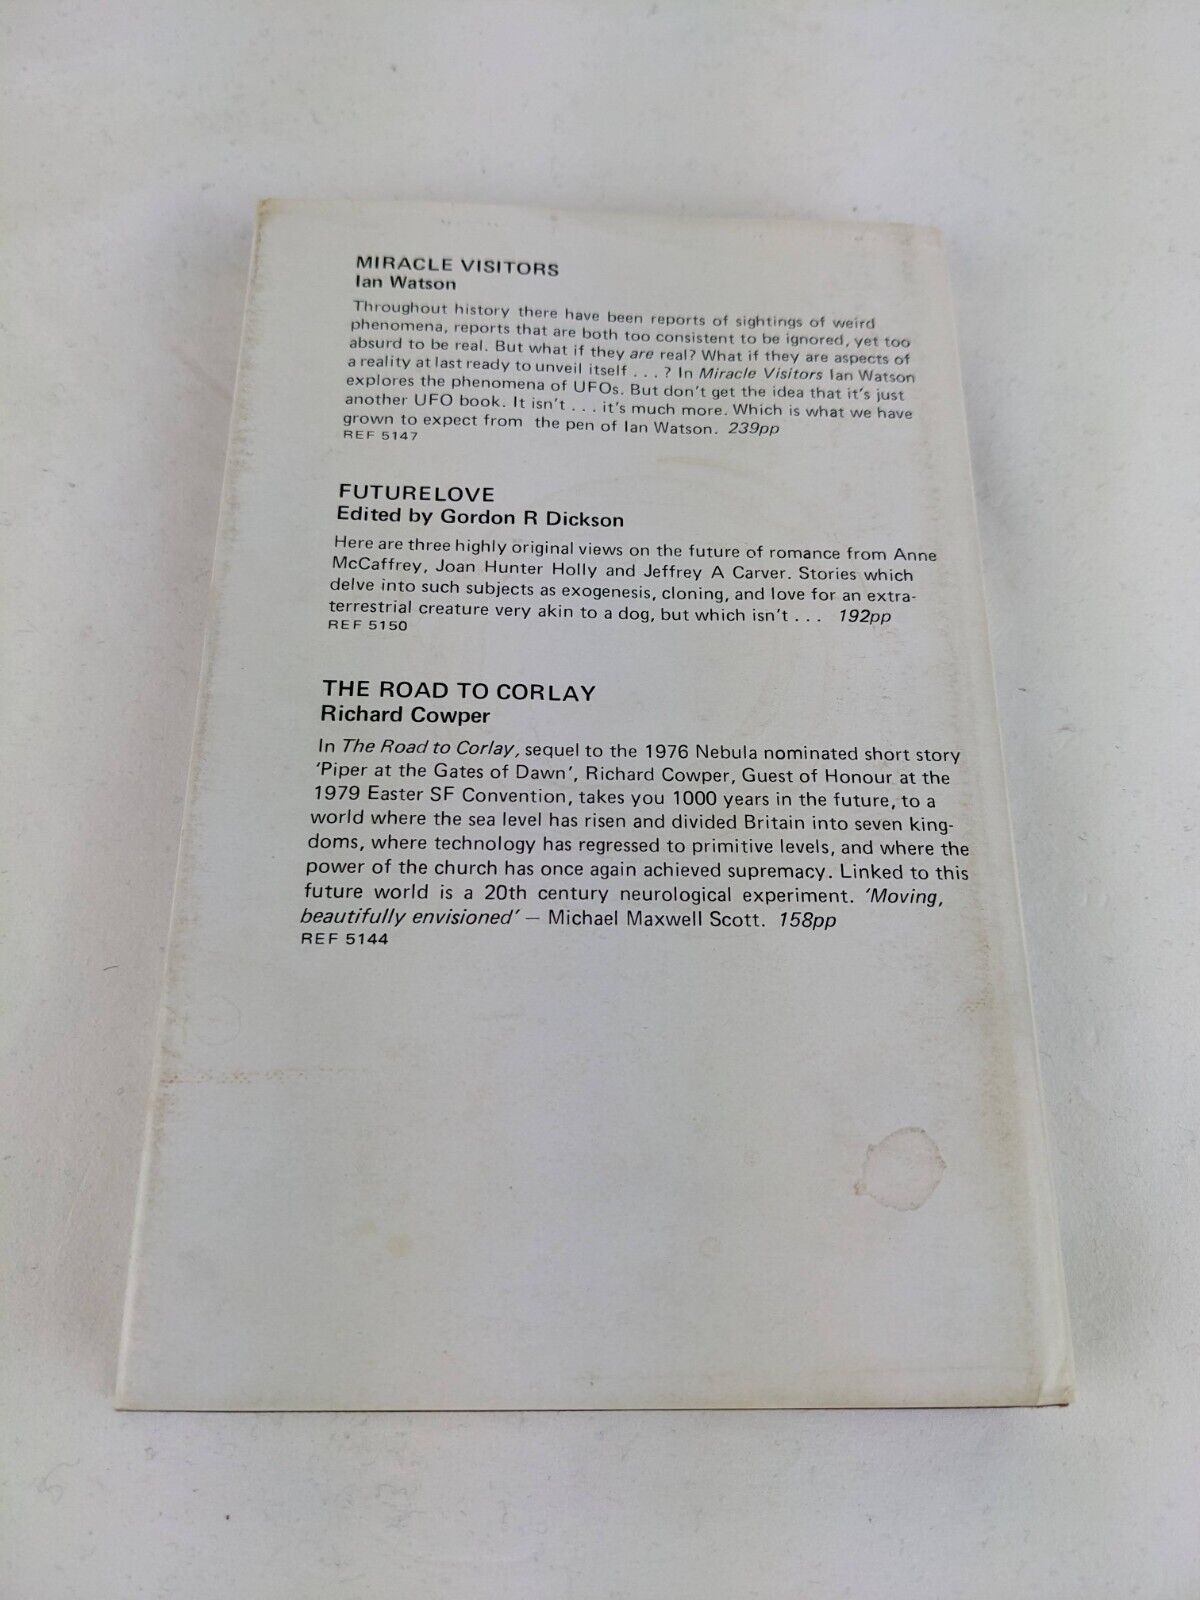 MIRACLE VISITORS
Ian Watson
Throughout history there have been reports of sightings of weird
phenomena, reports that are both too consistent to be ignored, yet too
absurd to be real. But what if they are real? What if they are aspects of
a reality at last ready to unveil itself . . . ? In Miracle Visitors Ian Watson
explores the phenomena of UFOs. But don't get the idea that it's just
another UFO book. It isn't . . . it's much more. Which is what we have
grown to expect from the pen of Ian Watson. 239pp
REF 5147
FUTURELOVE
Edited by Gordon R Dickson
Here are three highly original views on the future of romance from Anne
McCaffrey, Joan Hunter Holly and Jeffrey A Carver. Stories which
delve into such subjects as exogenesis, cloning, and love for an extra-
terrestrial creature very akin to a dog, but which isn't . . . 192pp
REF 5150
THE ROAD TO CORLAY
Richard Cowper
In The Road to Corlay, sequel to the 1976 Nebula nominated short story
'Piper at the Gates of Dawn', Richard Cowper, Guest of Honour at the
1979 Easter SF Convention, takes you 1000 years in the future, to a
world where the sea level has risen and divided Britain into seven king-
doms, where technology has regressed to primitive levels, and where the
power of the church has once again achieved supremacy. Linked to this
future world is a 20th century neurological experiment. 'Moving,
beautifully envisioned' – Michael Maxwell Scott. 158pp
REF 5144